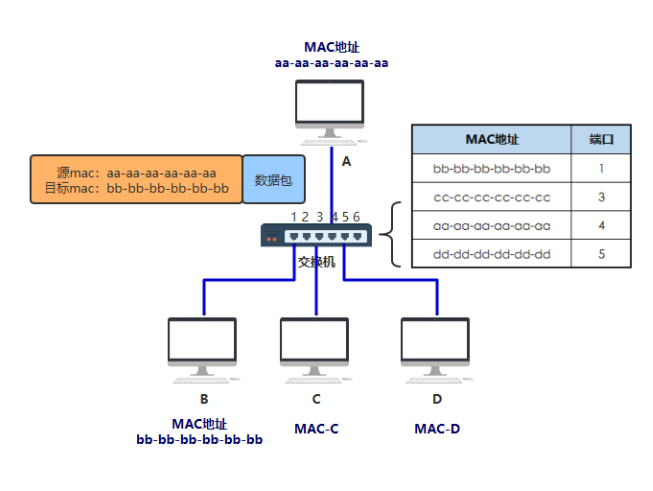 MAC地址
aa-aa-aa-aa-aa-aa
A
源mac: aa-aa-aa-aa-aa-aa
目标mac: bb-bb-bb-bb-bb-bb
数据包
MAC地址 端口
bb-bb-bb-bb-bb-bb 1
cc-cc-cc-cc-cc-cc 3
aa-aa-aa-aa-aa-aa 4
dd-dd-dd-dd-dd-dd 5
1 2 3 4 5 6
交换机
B C D
MAC地址
bb-bb-bb-bb-bb-bb
MAC-C
MAC-D